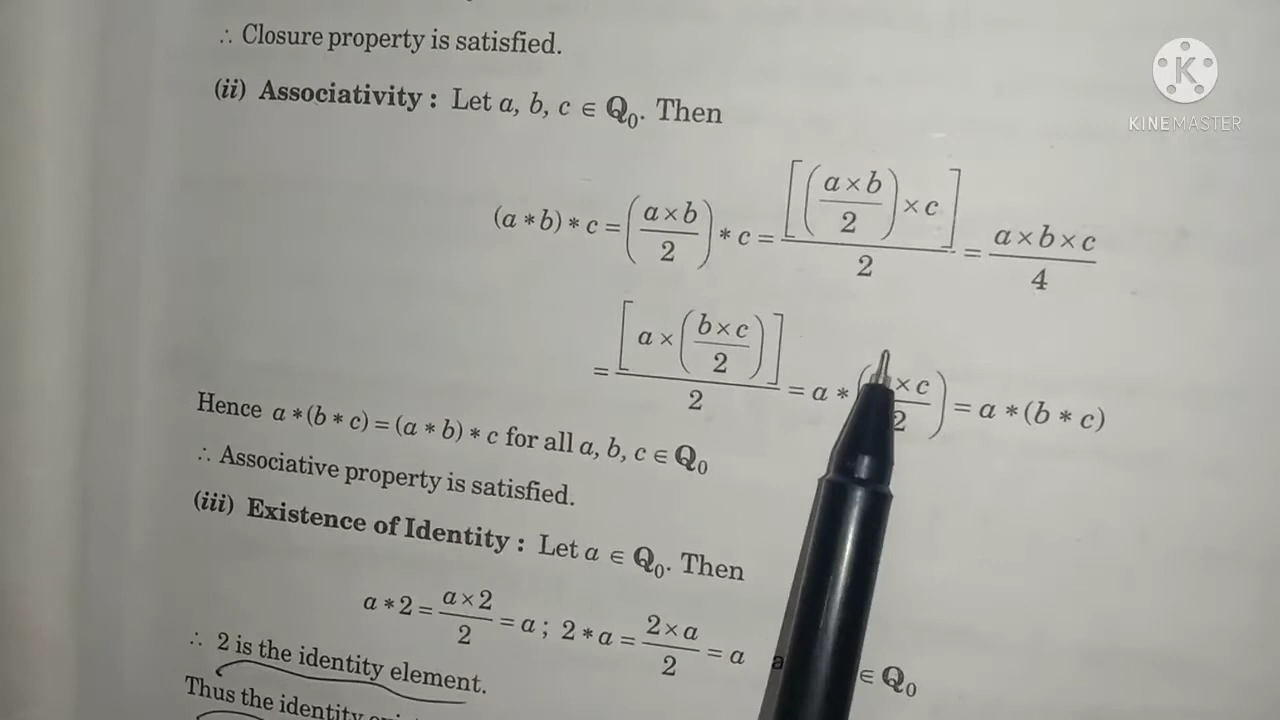 ∴ Closure property is satisfied.
KINEMASTER
(ii) Associativity : Let a, b, c ∈ Q₀. Then
(a * b) * c = ((a × b)/2) * c = [((a × b)/2) × c]/2 = (a × b × c)/4
= [a × ((b × c)/2)]/2 = a * ( × c/2) = a * (b * c)
Hence a * (b * c) = (a * b) * c for all a, b, c ∈ Q₀
∴ Associative property is satisfied.
(iii) Existence of Identity : Let a ∈ Q₀. Then
a * 2 = (a × 2)/2 = a ; 2 * a = (2 × a)/2 = a a ∈ Q₀
∴ 2 is the identity element.
Thus the identity